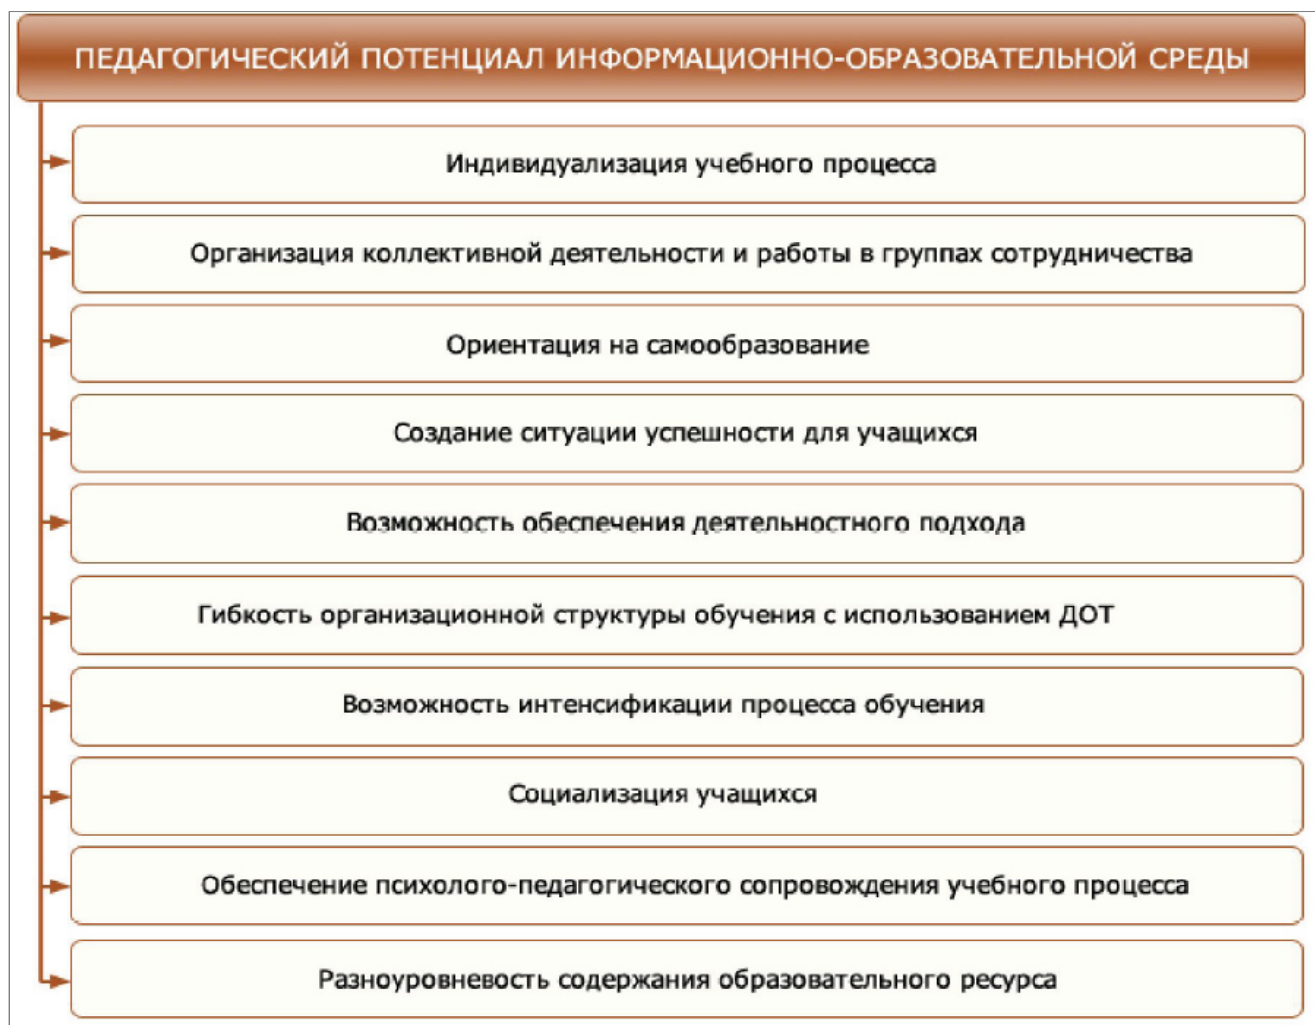 ПЕДАГОГИЧЕСКИЙ ПОТЕНЦИАЛ ИНФОРМАЦИОННО-ОБРАЗОВАТЕЛЬНОЙ СРЕДЫ
Индивидуализация учебного процесса
Организация коллективной деятельности и работы в группах сотрудничества
Ориентация на самообразование
Создание ситуации успешности для учащихся
Возможность обеспечения деятельностного подхода
Гибкость организационной структуры обучения с использованием ДОТ
Возможность интенсификации процесса обучения
Социализация учащихся
Обеспечение психолого-педагогического сопровождения учебного процесса
Разноуровневость содержания образовательного ресурса